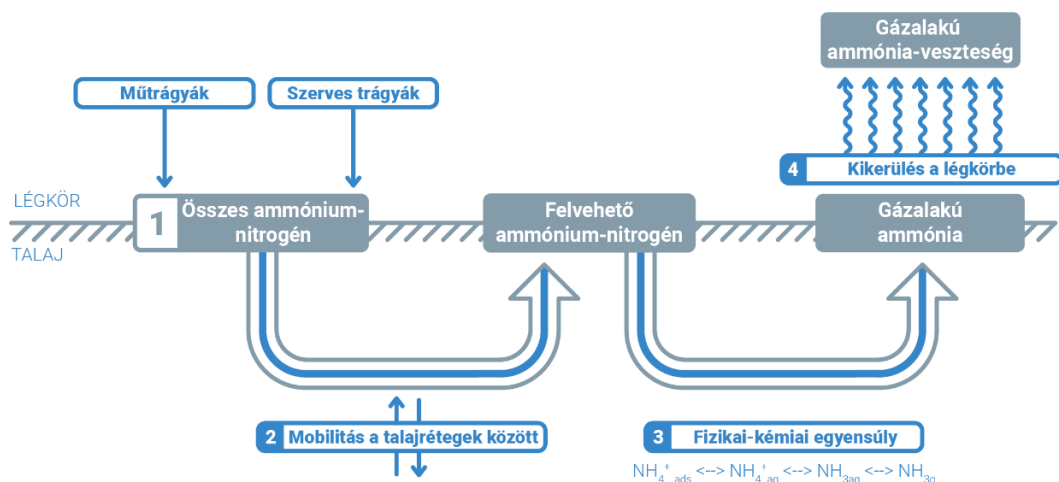 Gázalakú
ammónia-veszteség
Műtrágyák
Szerves trágyák
4 Kikerülés a légkörbe
LÉGKÖR
TALAJ
1 Összes ammónium-
nitrogén
Felvehető
ammónium-nitrogén
Gázalakú
ammónia
2 Mobilitás a talajrétegek között
3 Fizikai-kémiai egyensúly
NH₄⁺ads <--> NH₄⁺aq <--> NH₃aq <--> NH₃g